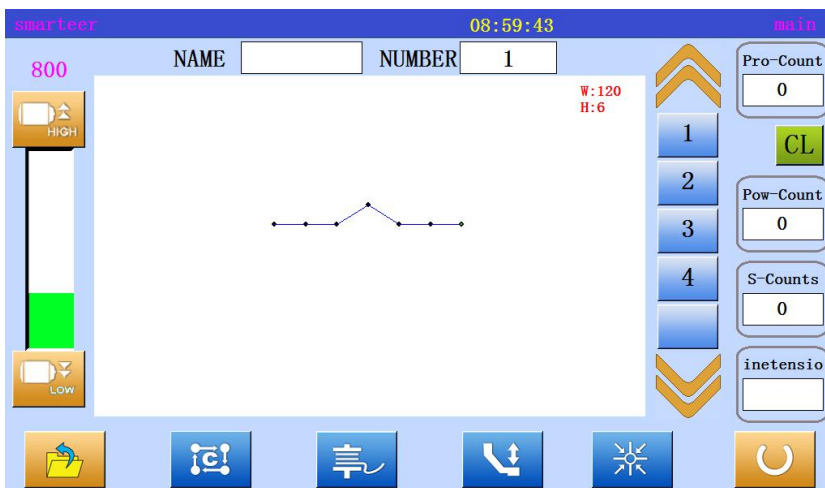 smarteer 08:59:43 main
800
NAME NUMBER 1
W:120
H:6
HIGH
LOW
1
2
3
4
Pro-Count
0
CL
Pow-Count
0
S-Counts
0
inetensio
C